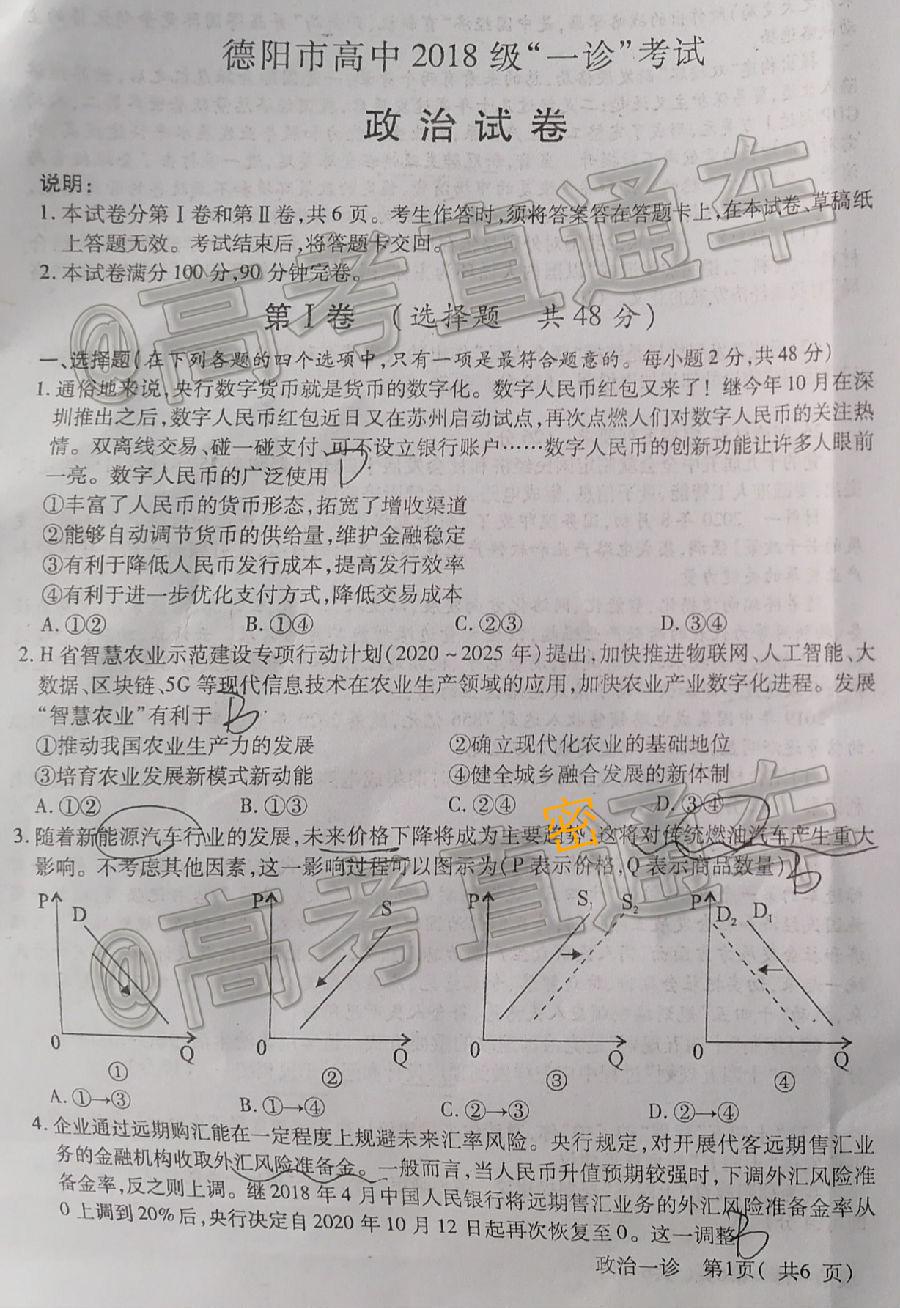 德阳市高中 2018 级“一诊”考试
政治试卷
说明：
1. 本试卷分第Ⅰ卷和第Ⅱ卷,共 6 页。考生作答时,须将答案答在答题卡上,在本试卷、草稿纸
上答题无效。考试结束后,将答题卡交回。
2. 本试卷满分 100 分,90 分钟完卷。
第Ⅰ卷 (选择题 共 48 分)
一、选择题(在下列各题的四个选项中,只有一项是最符合题意的。每小题 2 分,共 48 分)
1. 通俗地来说,央行数字货币就是货币的数字化。数字人民币红包又来了！继今年 10 月在深
圳推出之后,数字人民币红包近日又在苏州启动试点,再次点燃人们对数字人民币的关注热
情。双离线交易、碰一碰支付、可不设立银行账户……数字人民币的创新功能让许多人眼前
一亮。数字人民币的广泛使用 D
①丰富了人民币的货币形态,拓宽了增收渠道
②能够自动调节货币的供给量,维护金融稳定
③有利于降低人民币发行成本,提高发行效率
④有利于进一步优化支付方式,降低交易成本
A. ①② B. ①④ C. ②③ D. ③④
2. H 省智慧农业示范建设专项行动计划(2020～2025 年)提出,加快推进物联网、人工智能、大
数据、区块链、5G 等现代信息技术在农业生产领域的应用,加快农业产业数字化进程。发展
“智慧农业”有利于 B
①推动我国农业生产力的发展 ②确立现代化农业的基础地位
③培育农业发展新模式新动能 ④健全城乡融合发展的新体制
A. ①② B. ①③ C. ②④ D. ③④
3. 随着新能源汽车行业的发展,未来价格下降将成为主要 密 ,这将对传统燃油汽车产生重大
影响。不考虑其他因素,这一影响过程可以图示为(P 表示价格,Q 表示商品数量) B
P D P S P S₁ S₂ P D₂ D₁
0 Q 0 Q 0 Q 0 Q
① ② ③ ④
A. ①→③ B. ①→④ C. ②→③ D. ②→④
4. 企业通过远期购汇能在一定程度上规避未来汇率风险。央行规定,对开展代客远期售汇业
务的金融机构收取外汇风险准备金。一般而言,当人民币升值预期较强时,下调外汇风险准
备金率,反之则上调。继 2018 年 4 月中国人民银行将远期售汇业务的外汇风险准备金率从
0 上调到 20% 后,央行决定自 2020 年 10 月 12 日起再次恢复至 0。这一调整 B
政治一诊 第1页( 共6 页)
@高考直通车
@高考直通车